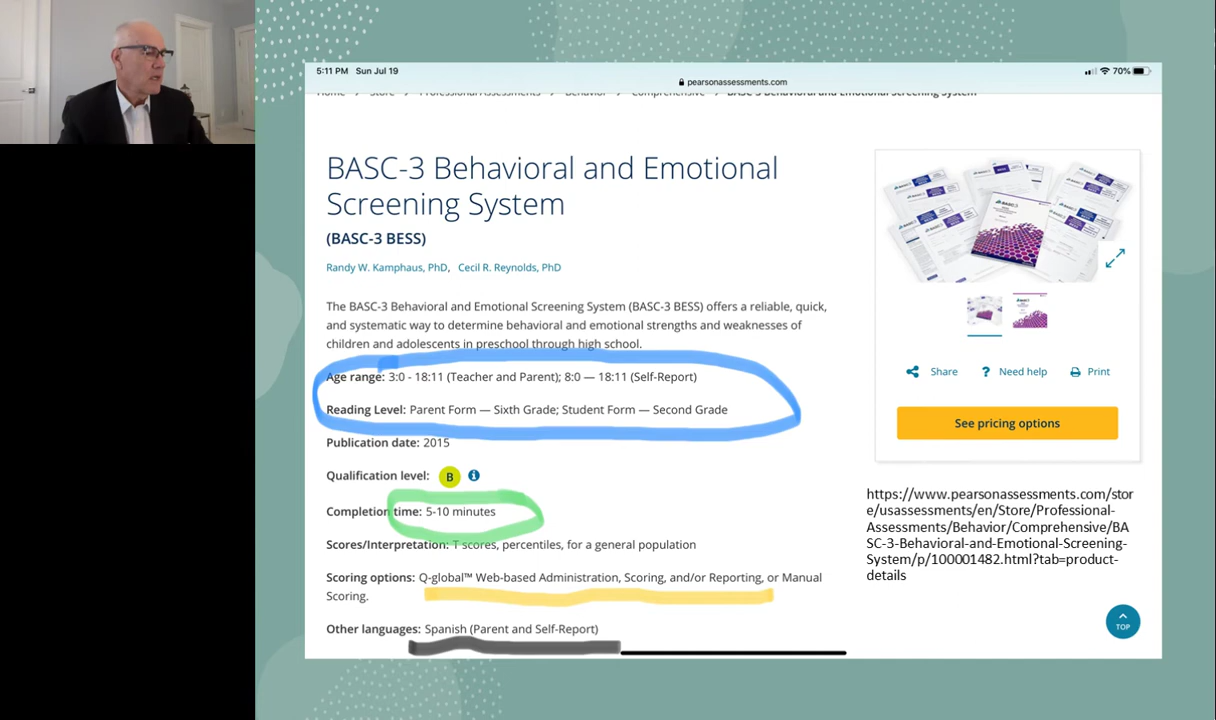 5:11 PM Sun Jul 19
pearsonassessments.com
70%
Home > Store > Professional Assessments > Behavior > Comprehensive > BASC-3 Behavioral and Emotional Screening System
BASC-3 Behavioral and Emotional
Screening System
(BASC-3 BESS)
Randy W. Kamphaus, PhD, Cecil R. Reynolds, PhD
The BASC-3 Behavioral and Emotional Screening System (BASC-3 BESS) offers a reliable, quick,
and systematic way to determine behavioral and emotional strengths and weaknesses of
children and adolescents in preschool through high school.
Age range: 3:0 - 18:11 (Teacher and Parent); 8:0 — 18:11 (Self-Report)
Reading Level: Parent Form — Sixth Grade; Student Form — Second Grade
Publication date: 2015
Qualification level: B
Completion time: 5-10 minutes
Scores/Interpretation: T scores, percentiles, for a general population
Scoring options: Q-global™ Web-based Administration, Scoring, and/or Reporting, or Manual
Scoring.
Other languages: Spanish (Parent and Self-Report)
Share ? Need help Print
See pricing options
https://www.pearsonassessments.com/stor
e/usassessments/en/Store/Professional-
Assessments/Behavior/Comprehensive/BA
SC-3-Behavioral-and-Emotional-Screening-
System/p/100001482.html?tab=product-
details
TOP